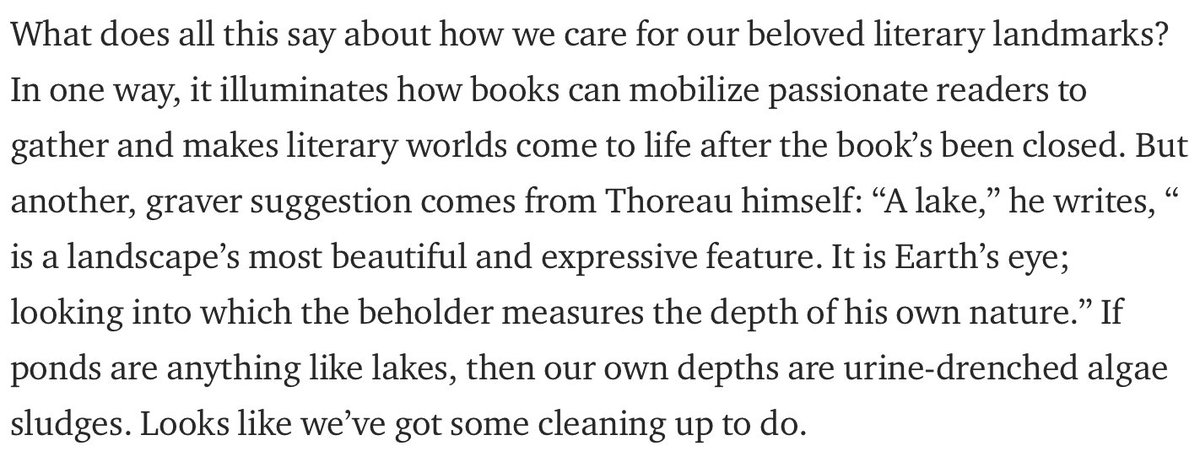 What does all this say about how we care for our beloved literary landmarks?
In one way, it illuminates how books can mobilize passionate readers to
gather and makes literary worlds come to life after the book’s been closed. But
another, graver suggestion comes from Thoreau himself: “A lake,” he writes, “
is a landscape’s most beautiful and expressive feature. It is Earth’s eye;
looking into which the beholder measures the depth of his own nature.” If
ponds are anything like lakes, then our own depths are urine-drenched algae
sludges. Looks like we’ve got some cleaning up to do.